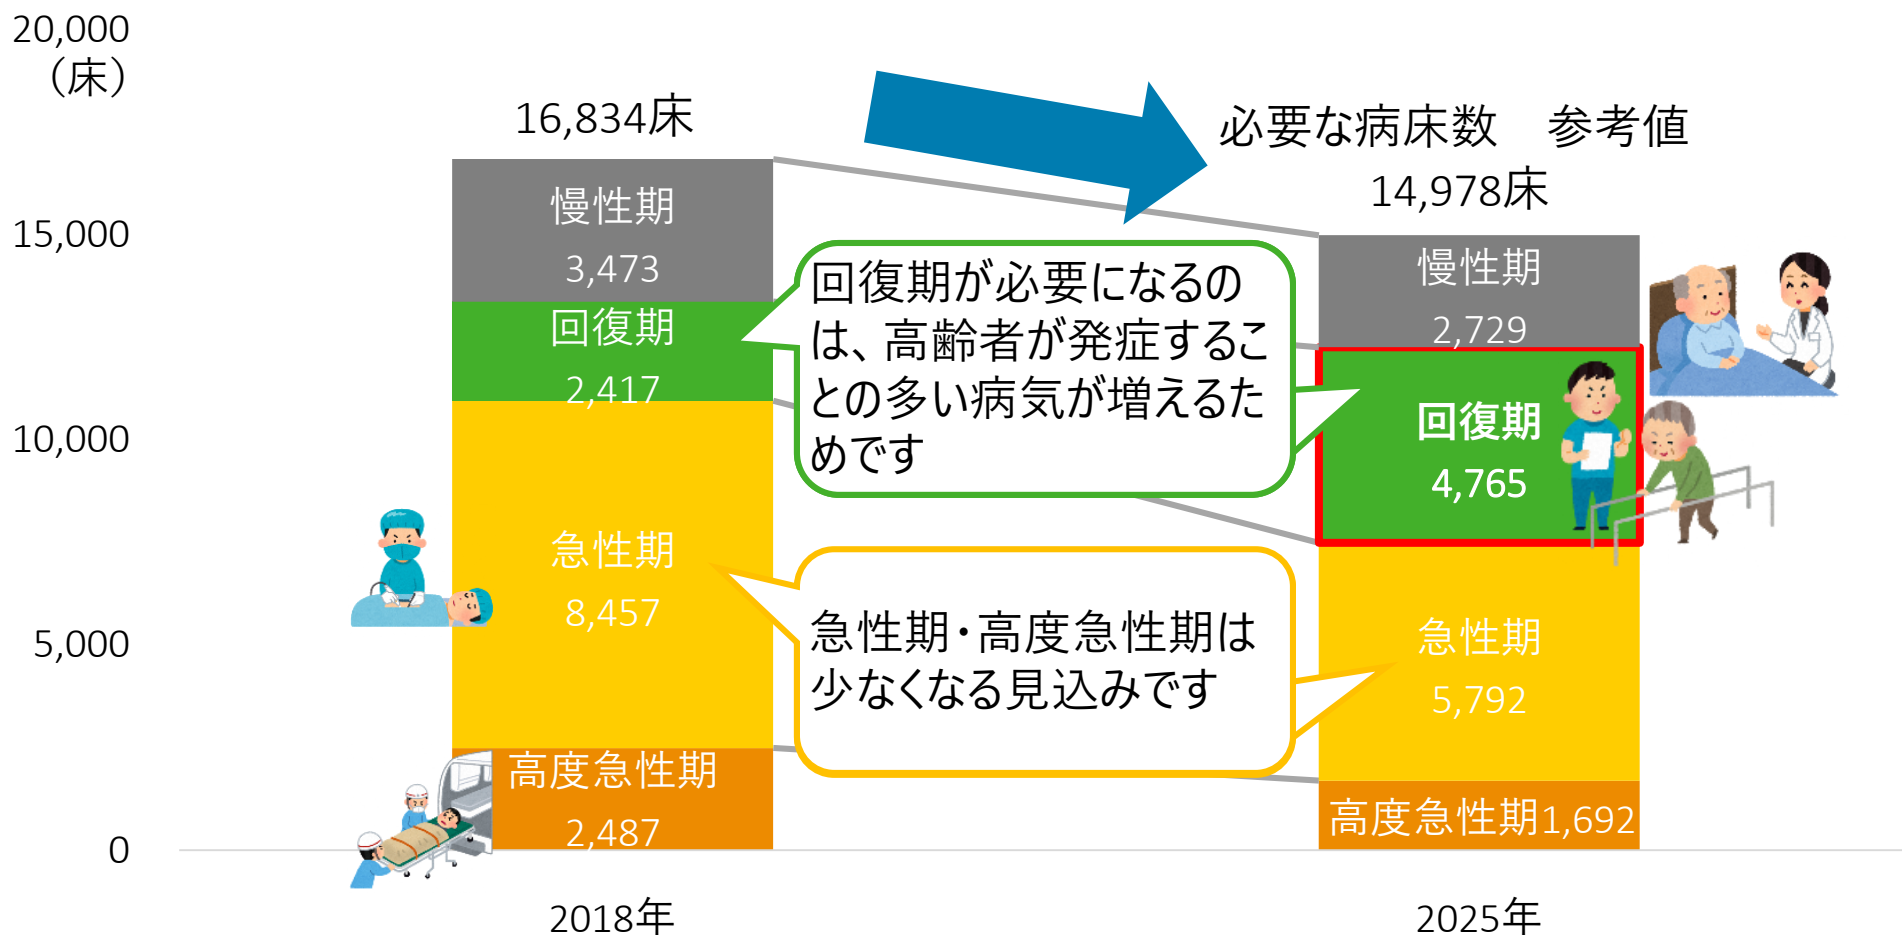 20,000
（床）
15,000
10,000
5,000
0
16,834床
慢性期
3,473
回復期
2,417
急性期
8,457
高度急性期
2,487
2018年
回復期が必要になるの
は、高齢者が発症するこ
との多い病気が増えるた
めです
急性期・高度急性期は
少なくなる見込みです
必要な病床数　参考値
14,978床
慢性期
2,729
回復期
4,765
急性期
5,792
高度急性期1,692
2025年